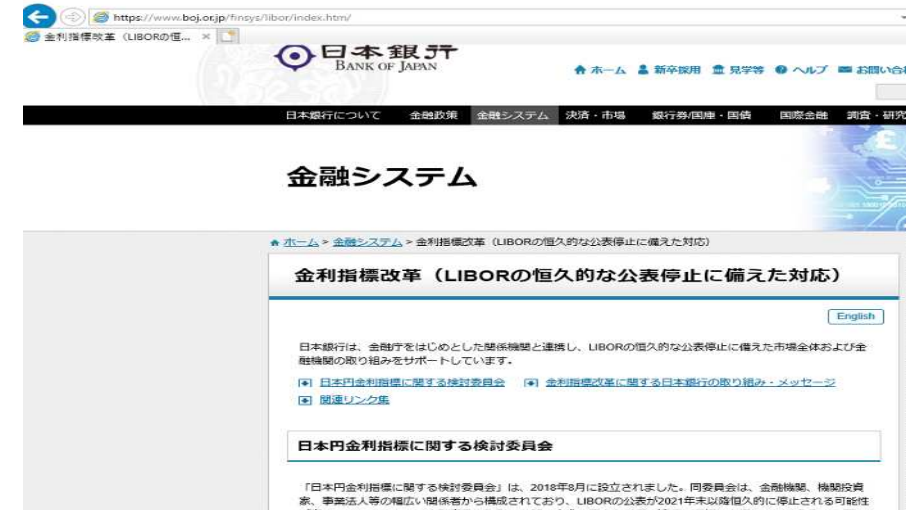 https://www.boj.or.jp/finsys/libor/index.htm/
金利指標改革（LIBORの恒...
日本銀行
BANK OF JAPAN
ホーム 新卒採用 見学等 ヘルプ お問い合わ
日本銀行について 金融政策 金融システム 決済・市場 銀行券/国庫・国債 国際金融 調査・研究
金融システム
ホーム > 金融システム > 金利指標改革（LIBORの恒久的な公表停止に備えた対応）
金利指標改革（LIBORの恒久的な公表停止に備えた対応）
English
日本銀行は、金融庁をはじめとした関係機関と連携し、LIBORの恒久的な公表停止に備えた市場全体および金
融機関の取り組みをサポートしています。
日本円金利指標に関する検討委員会 金利指標改革に関する日本銀行の取り組み・メッセージ
関連リンク集
日本円金利指標に関する検討委員会
「日本円金利指標に関する検討委員会」は、2018年8月に設立されました。同委員会は、金融機関、機関投資
家、事業法人等の幅広い関係者から構成されており、LIBORの公表が2021年末以降恒久的に停止される可能性